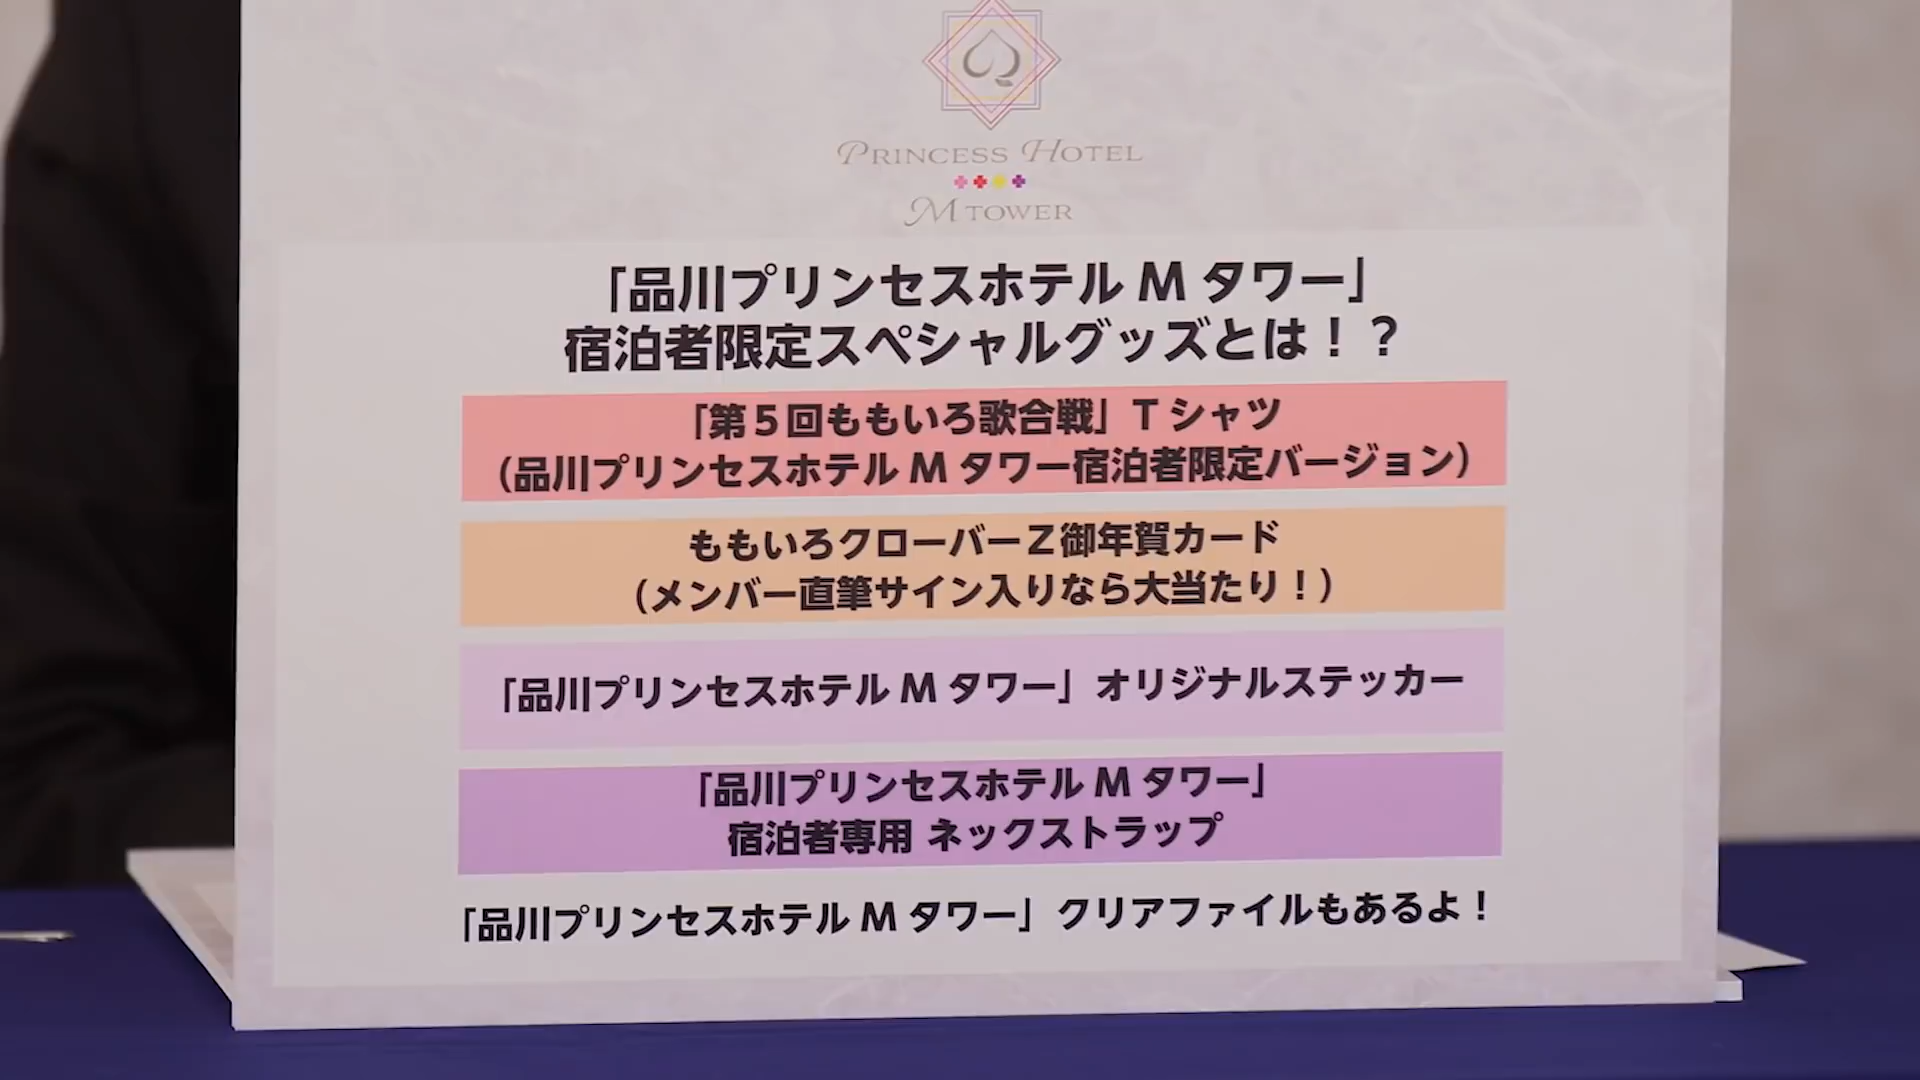 PRINCESS HOTEL
M TOWER
「品川プリンセスホテル M タワー」
宿泊者限定スペシャルグッズとは！？
「第５回ももいろ歌合戦」T シャツ
（品川プリンセスホテル M タワー宿泊者限定バージョン）
ももいろクローバーＺ御年賀カード
（メンバー直筆サイン入りなら大当たり！）
「品川プリンセスホテル M タワー」オリジナルステッカー
「品川プリンセスホテル M タワー」
宿泊者専用 ネックストラップ
「品川プリンセスホテル M タワー」クリアファイルもあるよ！